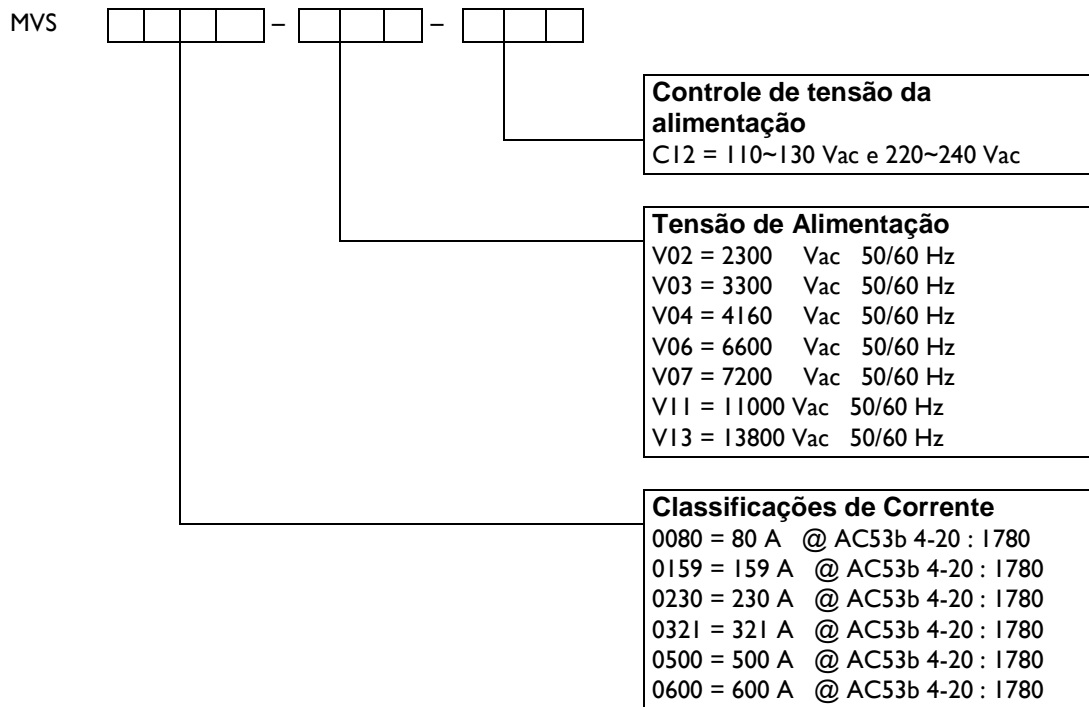 MVS – –
Controle de tensão da
alimentação
C12 = 110~130 Vac e 220~240 Vac
Tensão de Alimentação
V02 = 2300 Vac 50/60 Hz
V03 = 3300 Vac 50/60 Hz
V04 = 4160 Vac 50/60 Hz
V06 = 6600 Vac 50/60 Hz
V07 = 7200 Vac 50/60 Hz
V11 = 11000 Vac 50/60 Hz
V13 = 13800 Vac 50/60 Hz
Classificações de Corrente
0080 = 80 A @ AC53b 4-20 : 1780
0159 = 159 A @ AC53b 4-20 : 1780
0230 = 230 A @ AC53b 4-20 : 1780
0321 = 321 A @ AC53b 4-20 : 1780
0500 = 500 A @ AC53b 4-20 : 1780
0600 = 600 A @ AC53b 4-20 : 1780